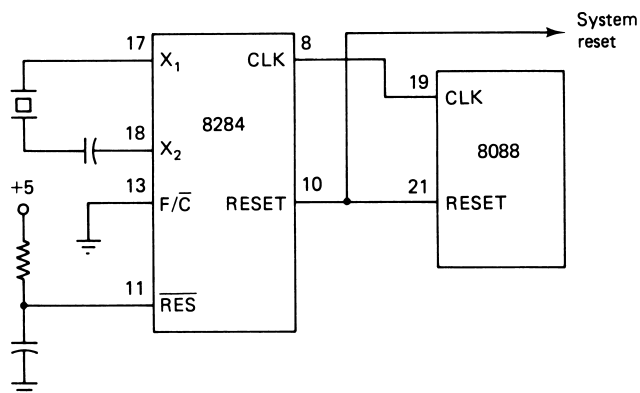 System
reset
17
X₁
CLK
8
19
CLK
8284
18
X₂
8088
+5
13
F/C̅
RESET
10
21
RESET
11
R̅E̅S̅